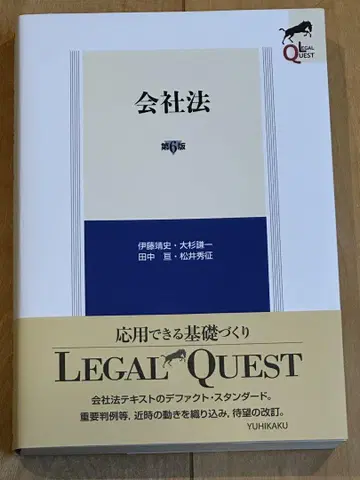 LEGAL
QUEST
会社法
第6版
伊藤靖史・大杉謙一
田中 亘・松井秀征
応用できる基礎づくり
LEGAL QUEST
会社法テキストのデファクト・スタンダード。
重要判例等，近時の動きを織り込み，待望の改訂。
YUHIKAKU